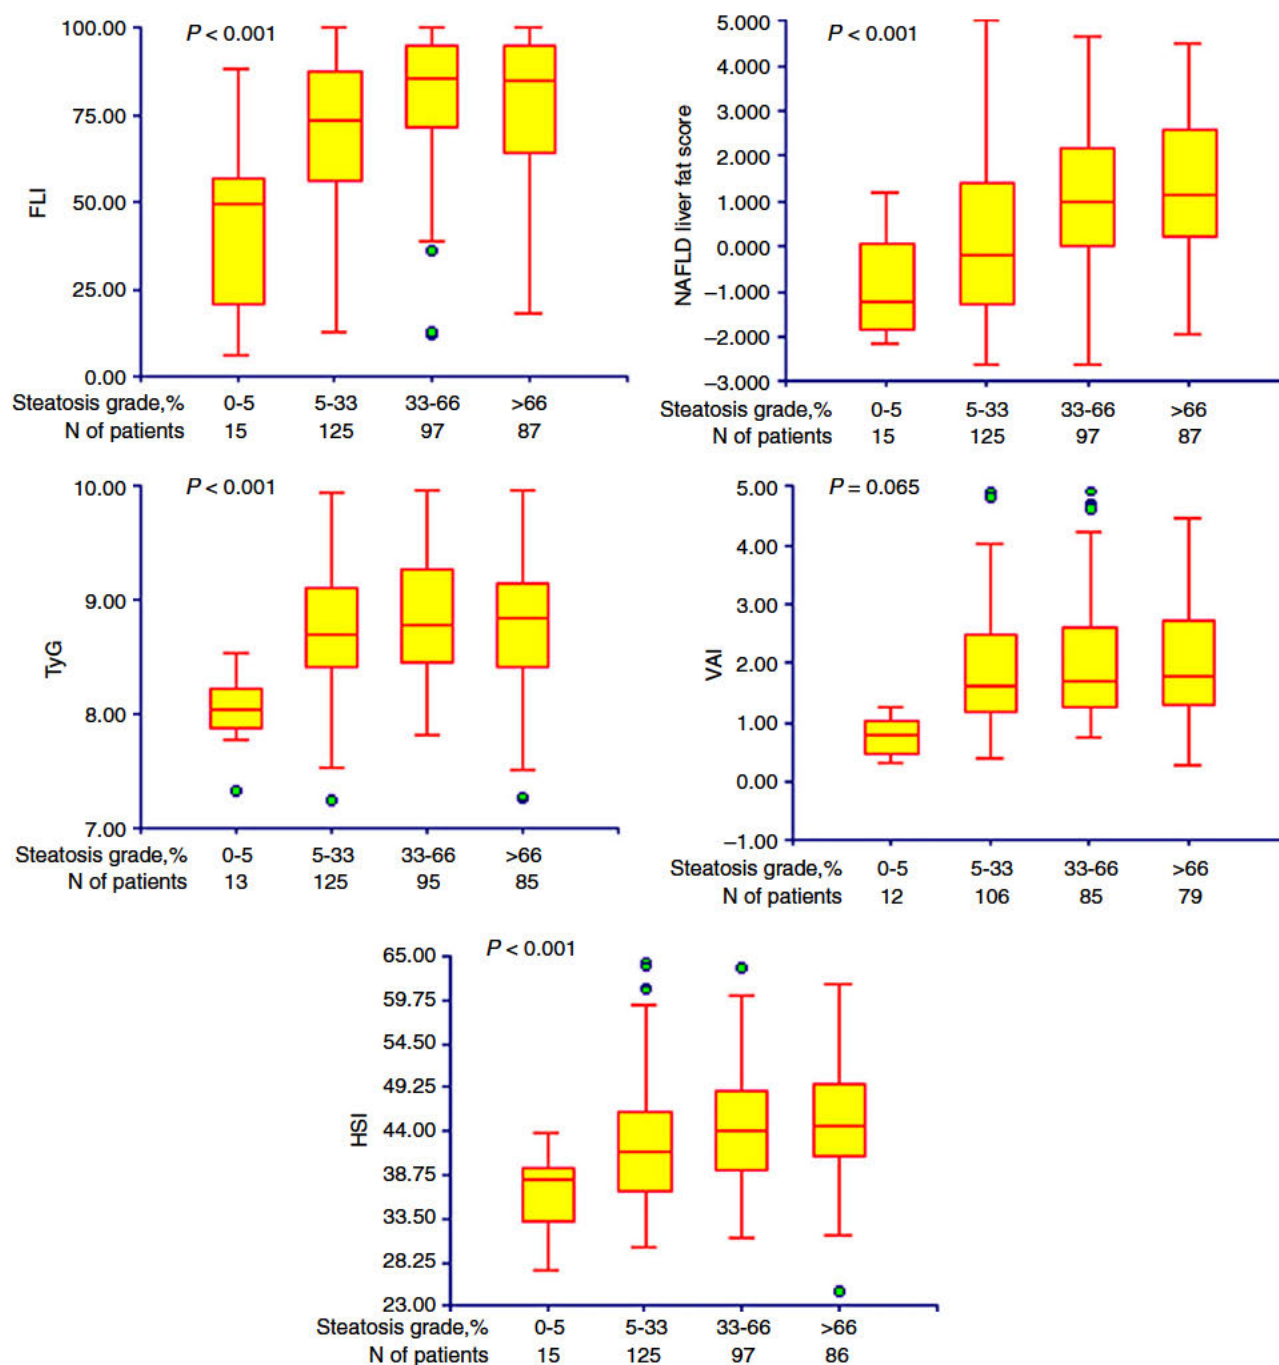 P < 0.001
100.00
75.00
50.00
25.00
0.00
FLI
Steatosis grade,% 0-5 5-33 33-66 >66
N of patients 15 125 97 87
P < 0.001
5.000
4.000
3.000
2.000
1.000
0.000
–1.000
–2.000
–3.000
NAFLD liver fat score
Steatosis grade,% 0-5 5-33 33-66 >66
N of patients 15 125 97 87
P < 0.001
10.00
9.00
8.00
7.00
TyG
Steatosis grade,% 0-5 5-33 33-66 >66
N of patients 13 125 95 85
P = 0.065
5.00
4.00
3.00
2.00
1.00
0.00
–1.00
VAI
Steatosis grade,% 0-5 5-33 33-66 >66
N of patients 12 106 85 79
P < 0.001
65.00
59.75
54.50
49.25
44.00
38.75
33.50
28.25
23.00
HSI
Steatosis grade,% 0-5 5-33 33-66 >66
N of patients 15 125 97 86